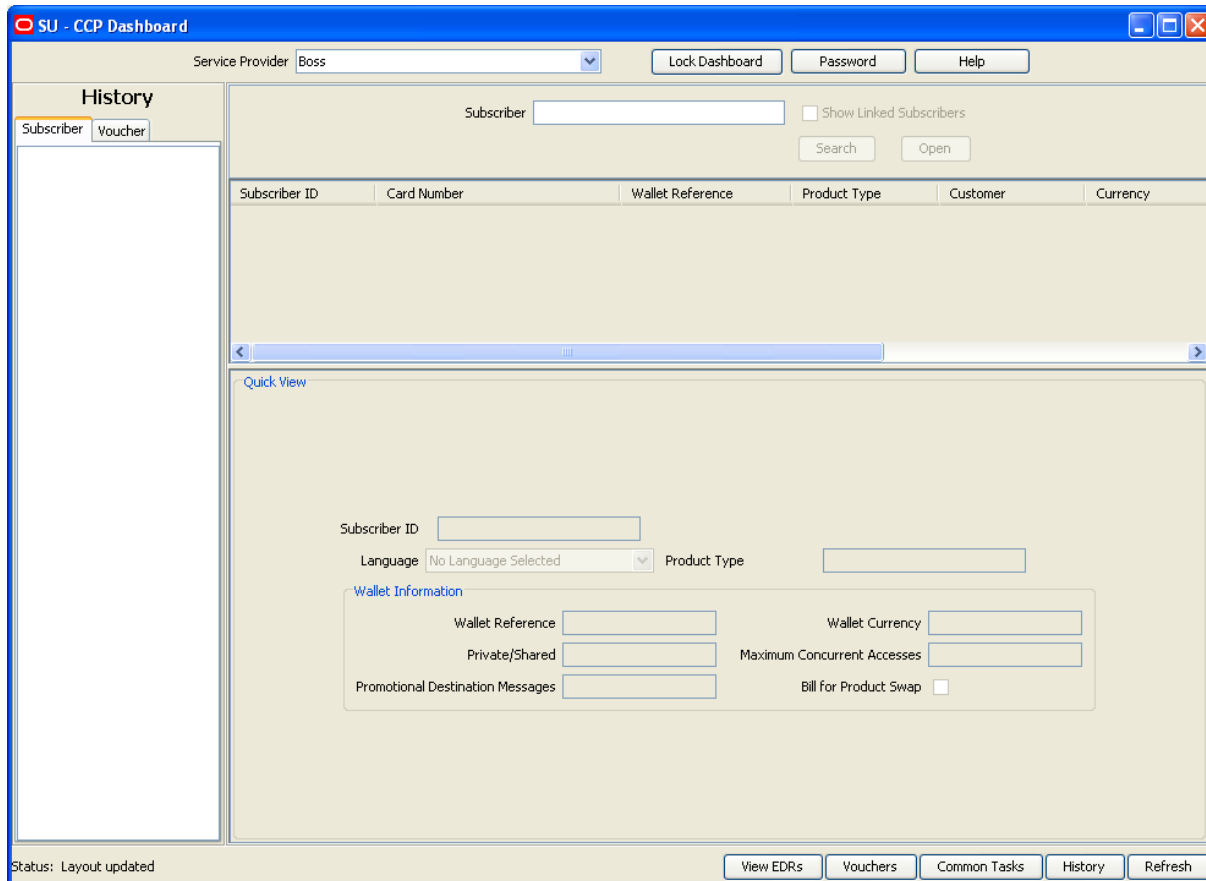 SU - CCP Dashboard
Service Provider Boss Lock Dashboard Password Help
History
Subscriber Voucher
Subscriber Show Linked Subscribers
Search Open
Subscriber ID Card Number Wallet Reference Product Type Customer Currency
Quick View
Subscriber ID
Language No Language Selected Product Type
Wallet Information
Wallet Reference Wallet Currency
Private/Shared Maximum Concurrent Accesses
Promotional Destination Messages Bill for Product Swap
Status: Layout updated View EDRs Vouchers Common Tasks History Refresh